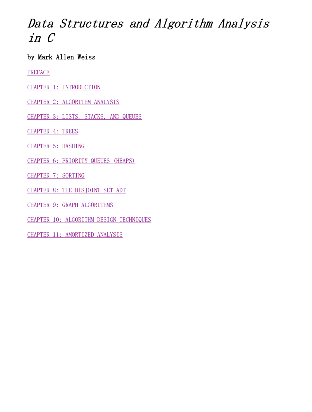 Data Structures and Algorithm Analysis
in C
by Mark Allen Weiss
PREFACE
CHAPTER 1: INTRODUCTION
CHAPTER 2: ALGORITHM ANALYSIS
CHAPTER 3: LISTS, STACKS, AND QUEUES
CHAPTER 4: TREES
CHAPTER 5: HASHING
CHAPTER 6: PRIORITY QUEUES (HEAPS)
CHAPTER 7: SORTING
CHAPTER 8: THE DISJOINT SET ADT
CHAPTER 9: GRAPH ALGORITHMS
CHAPTER 10: ALGORITHM DESIGN TECHNIQUES
CHAPTER 11: AMORTIZED ANALYSIS